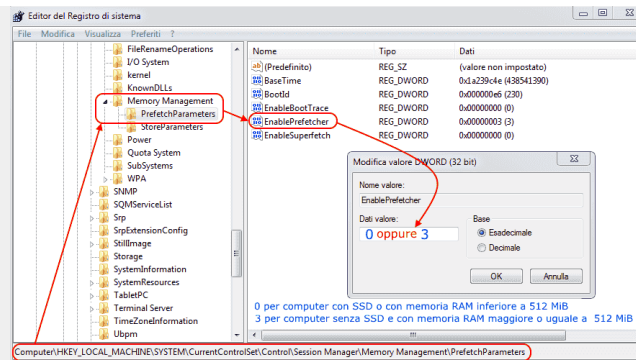 Editor del Registro di sistema
File Modifica Visualizza Preferiti ?
FileRenameOperations
I/O System
kernel
KnownDLLs
Memory Management
PrefetchParameters
StoreParameters
Power
Quota System
SubSystems
WPA
SNMP
SQMServiceList
Srp
SrpExtensionConfig
StillImage
Storage
SystemInformation
SystemResources
TabletPC
Terminal Server
TimeZoneInformation
Ubpm
Nome Tipo Dati
(Predefinito) REG_SZ (valore non impostato)
BaseTime REG_DWORD 0x1a239c4e (438541390)
BootId REG_DWORD 0x000000e6 (230)
EnableBootTrace REG_DWORD 0x00000000 (0)
EnablePrefetcher REG_DWORD 0x00000003 (3)
EnableSuperfetch REG_DWORD 0x00000000 (0)
Modifica valore DWORD (32 bit)
Nome valore:
EnablePrefetcher
Dati valore:
0 oppure 3
Base
Esadecimale
Decimale
OK Annulla
0 per computer con SSD o con memoria RAM inferiore a 512 MiB
3 per computer senza SSD e con memoria RAM maggiore o uguale a 512 MiB
Computer\HKEY_LOCAL_MACHINE\SYSTEM\CurrentControlSet\Control\Session Manager\Memory Management\PrefetchParameters